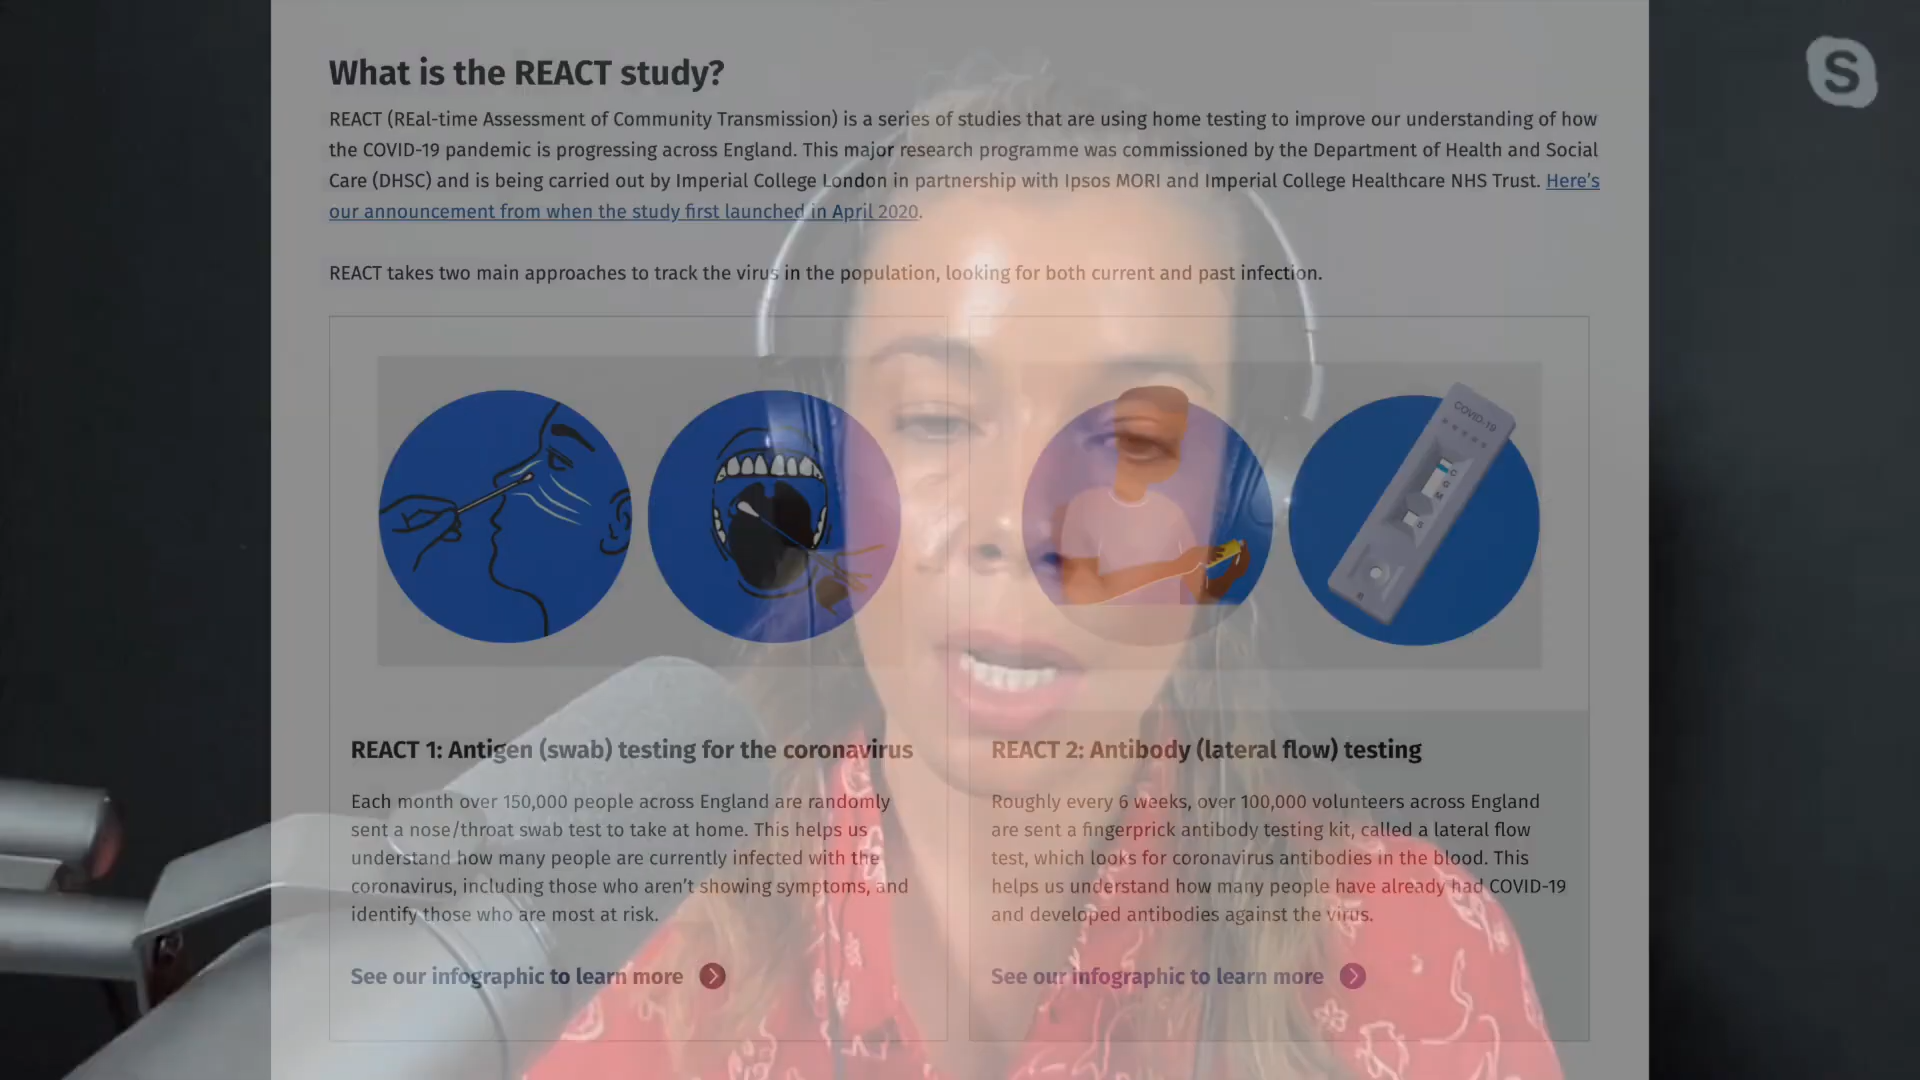 What is the REACT study?
REACT (REal-time Assessment of Community Transmission) is a series of studies that are using home testing to improve our understanding of how
the COVID-19 pandemic is progressing across England. This major research programme was commissioned by the Department of Health and Social
Care (DHSC) and is being carried out by Imperial College London in partnership with Ipsos MORI and Imperial College Healthcare NHS Trust. Here's
our announcement from when the study first launched in April 2020.
REACT takes two main approaches to track the virus in the population, looking for both current and past infection.
COVID-19
C
G
M
S
REACT 1: Antigen (swab) testing for the coronavirus
Each month over 150,000 people across England are randomly
sent a nose/throat swab test to take at home. This helps us
understand how many people are currently infected with the
coronavirus, including those who aren't showing symptoms, and
identify those who are most at risk.
See our infographic to learn more
REACT 2: Antibody (lateral flow) testing
Roughly every 6 weeks, over 100,000 volunteers across England
are sent a fingerprick antibody testing kit, called a lateral flow
test, which looks for coronavirus antibodies in the blood. This
helps us understand how many people have already had COVID-19
and developed antibodies against the virus.
See our infographic to learn more
S